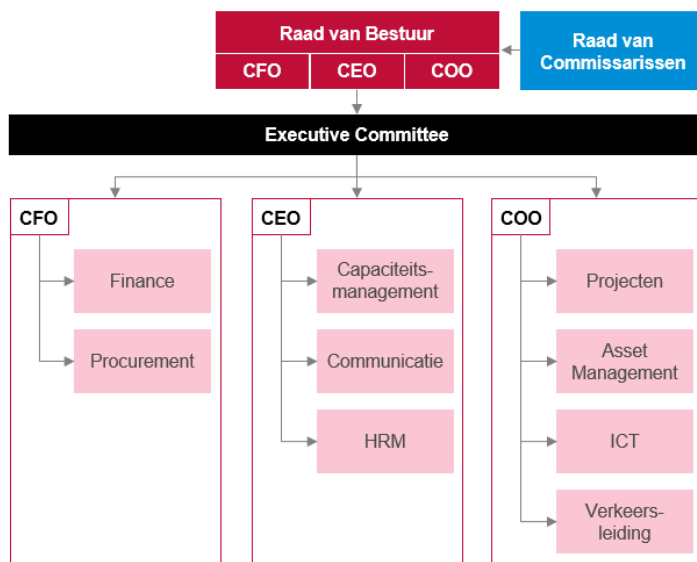 Raad van Bestuur
CFO
CEO
COO
Raad van
Commissarissen
Executive Committee
CFO
Finance
Procurement
CEO
Capaciteits-
management
Communicatie
HRM
COO
Projecten
Asset
Management
ICT
Verkeers-
leiding